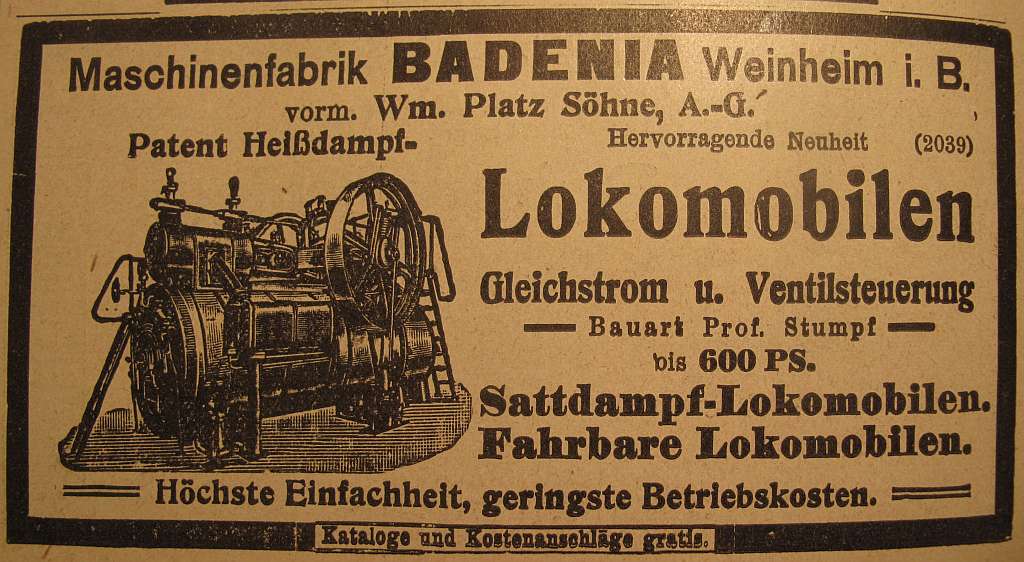 Maschinenfabrik BADENIA Weinheim i. B.
vorm. Wm. Platz Söhne, A.-G.
Patent Heißdampf-
Hervorragende Neuheit (2039)
Lokomobilen
Gleichstrom u. Ventilsteuerung
Bauart Prof. Stumpf
bis 600 PS.
Sattdampf-Lokomobilen.
Fahrbare Lokomobilen.
Höchste Einfachheit, geringste Betriebskosten.
Kataloge und Kostenanschläge gratis.